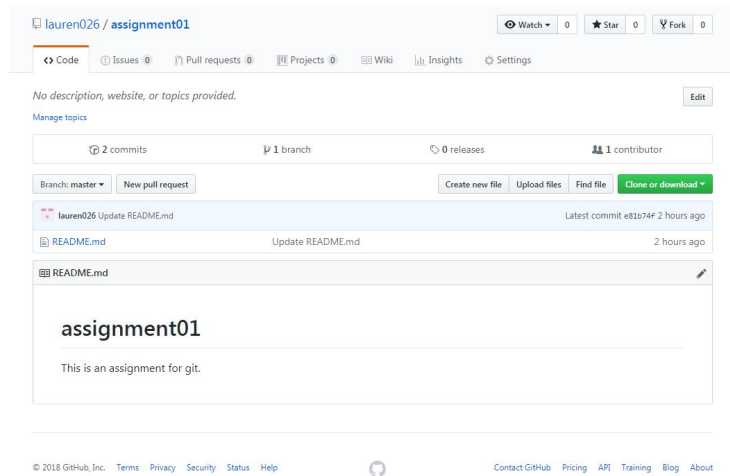 lauren026 / assignment01
Watch 0 Star 0 Fork 0
Code Issues 0 Pull requests 0 Projects 0 Wiki Insights Settings
No description, website, or topics provided. Edit
Manage topics
2 commits 1 branch 0 releases 1 contributor
Branch: master New pull request Create new file Upload files Find file Clone or download
lauren026 Update README.md Latest commit e81b74f 2 hours ago
README.md Update README.md 2 hours ago
README.md
assignment01
This is an assignment for git.
© 2018 GitHub, Inc. Terms Privacy Security Status Help Contact GitHub Pricing API Training Blog About